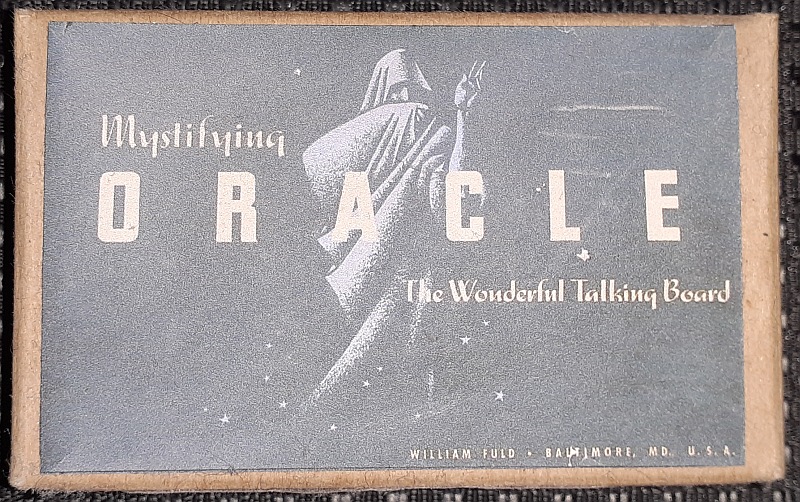 Mystifying
ORACLE
The Wonderful Talking Board
WILLIAM FULD • BALTIMORE, MD. U.S.A.